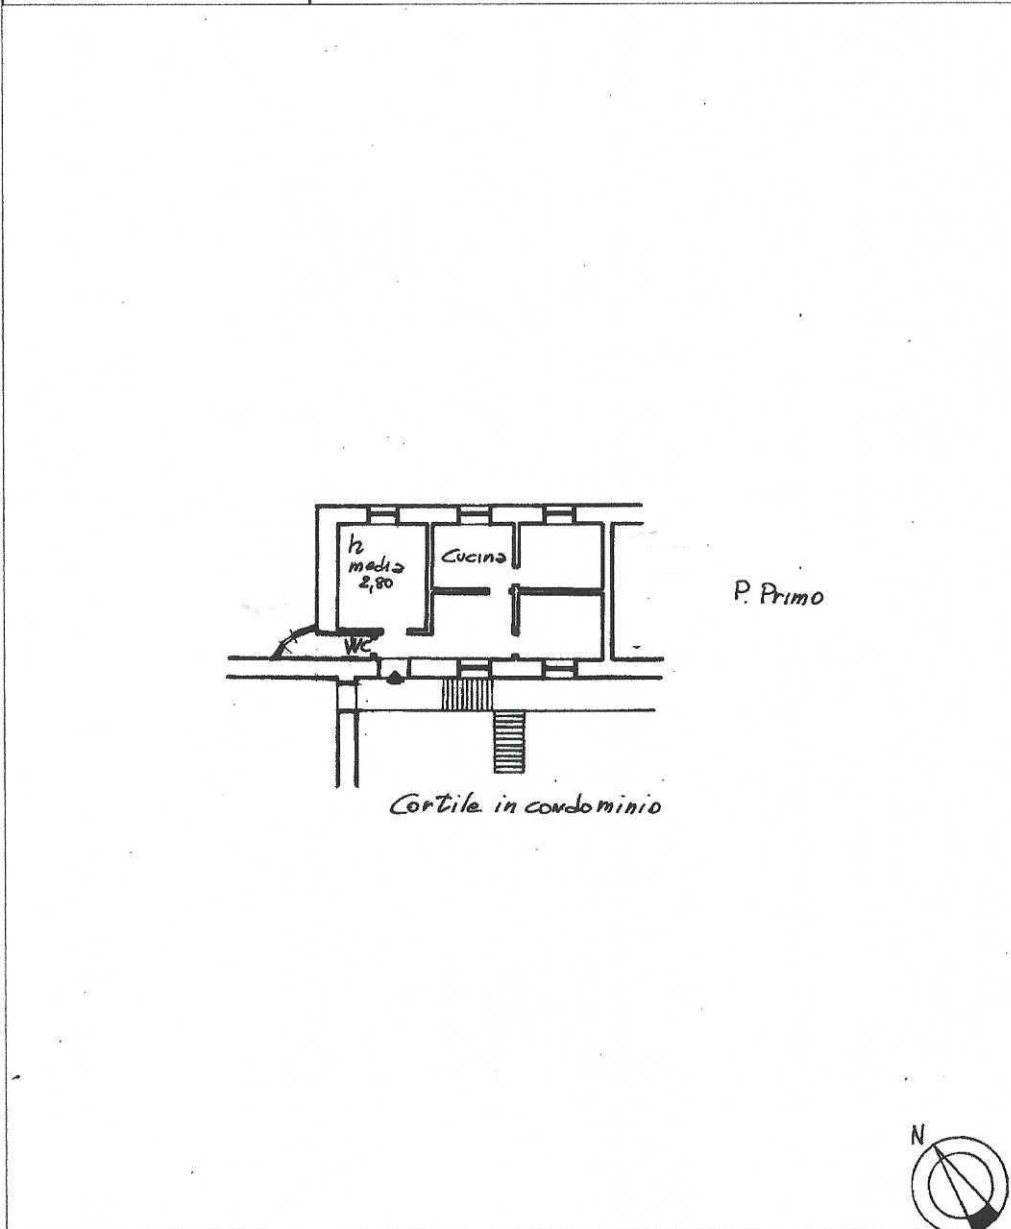 h
media
2,80
Cucina
P. Primo
WC
Cortile in condominio
N